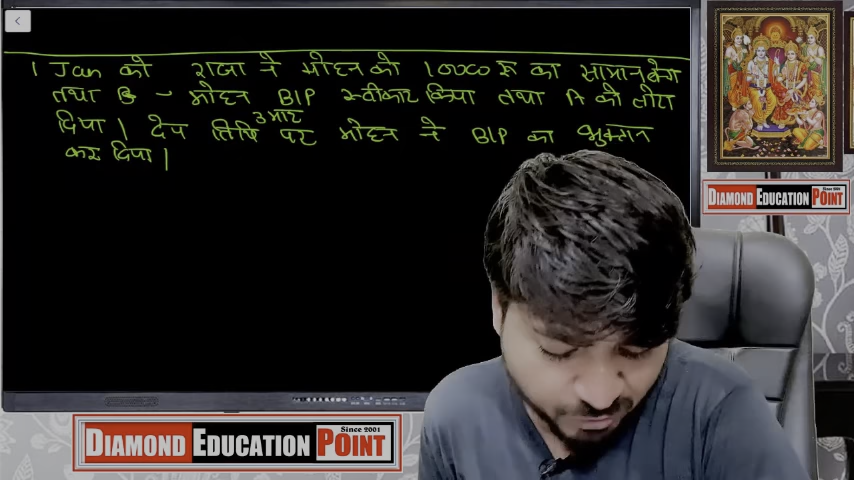 1 Jan को राजा ने मोहन को 10000 रू का सामान बेचा
तथा B - मोहन BIP स्वीकार किया तथा A को लौटा
3 माह
दिया । देय तिथि पर मोहन ने BIP का भुगतान
कर दिया ।
DIAMOND EDUCATION POINT
Since 2001
Since 2001
DIAMOND EDUCATION POINT